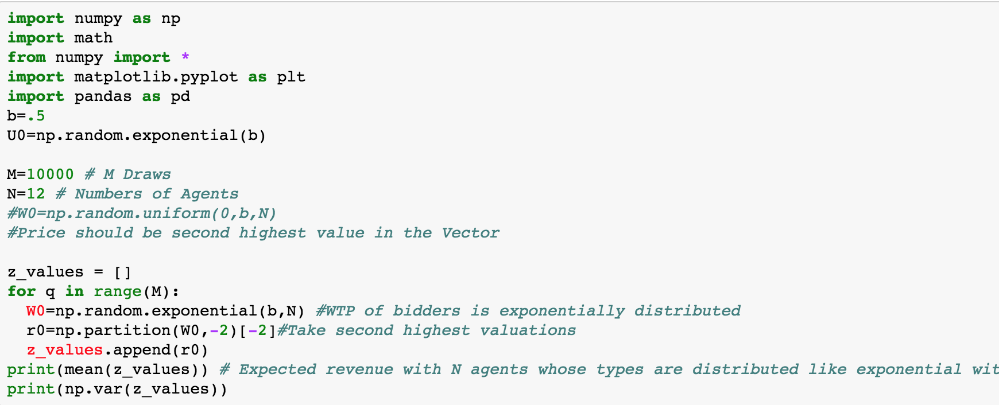 import numpy as np
import math
from numpy import *
import matplotlib.pyplot as plt
import pandas as pd
b=.5
U0=np.random.exponential(b)
M=10000 # M Draws
N=12 # Numbers of Agents
#W0=np.random.uniform(0,b,N)
#Price should be second highest value in the Vector
z_values = []
for q in range(M):
  W0=np.random.exponential(b,N) #WTP of bidders is exponentially distributed
  r0=np.partition(W0,-2)[-2]#Take second highest valuations
  z_values.append(r0)
print(mean(z_values)) # Expected revenue with N agents whose types are distributed like exponential wit
print(np.var(z_values))